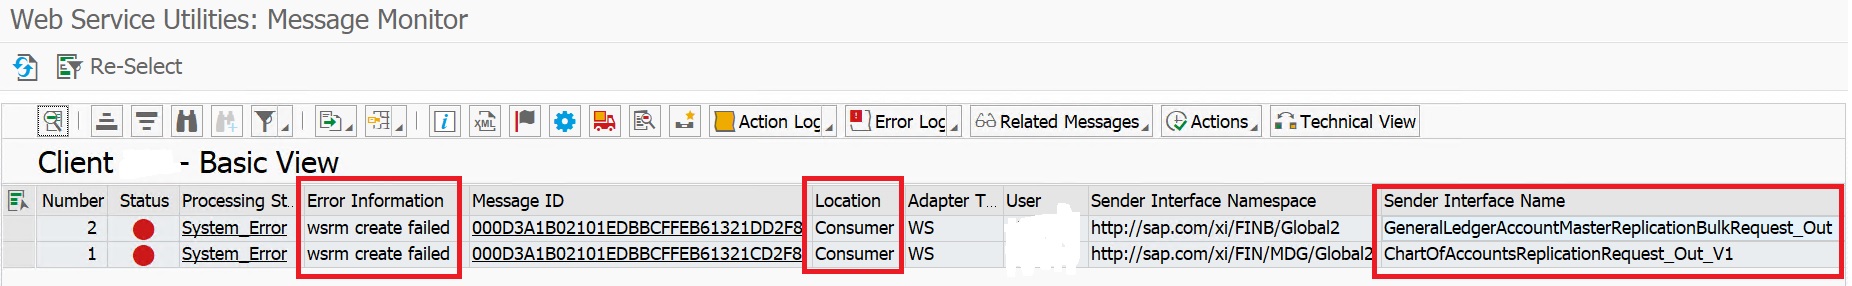 Web Service Utilities: Message Monitor
Re-Select
XML Action Log Error Log Related Messages Actions Technical View
Client - Basic View
Number Status Processing St... Error Information Message ID Location Adapter T... User Sender Interface Namespace Sender Interface Name
2 System_Error wsrm create failed 000D3A1B02101EDBBCFFEB61321DD2F8 Consumer WS http://sap.com/xi/FINB/Global2 GeneralLedgerAccountMasterReplicationBulkRequest_Out
1 System_Error wsrm create failed 000D3A1B02101EDBBCFFEB61321CD2F8 Consumer WS http://sap.com/xi/FIN/MDG/Global2 ChartOfAccountsReplicationRequest_Out_V1